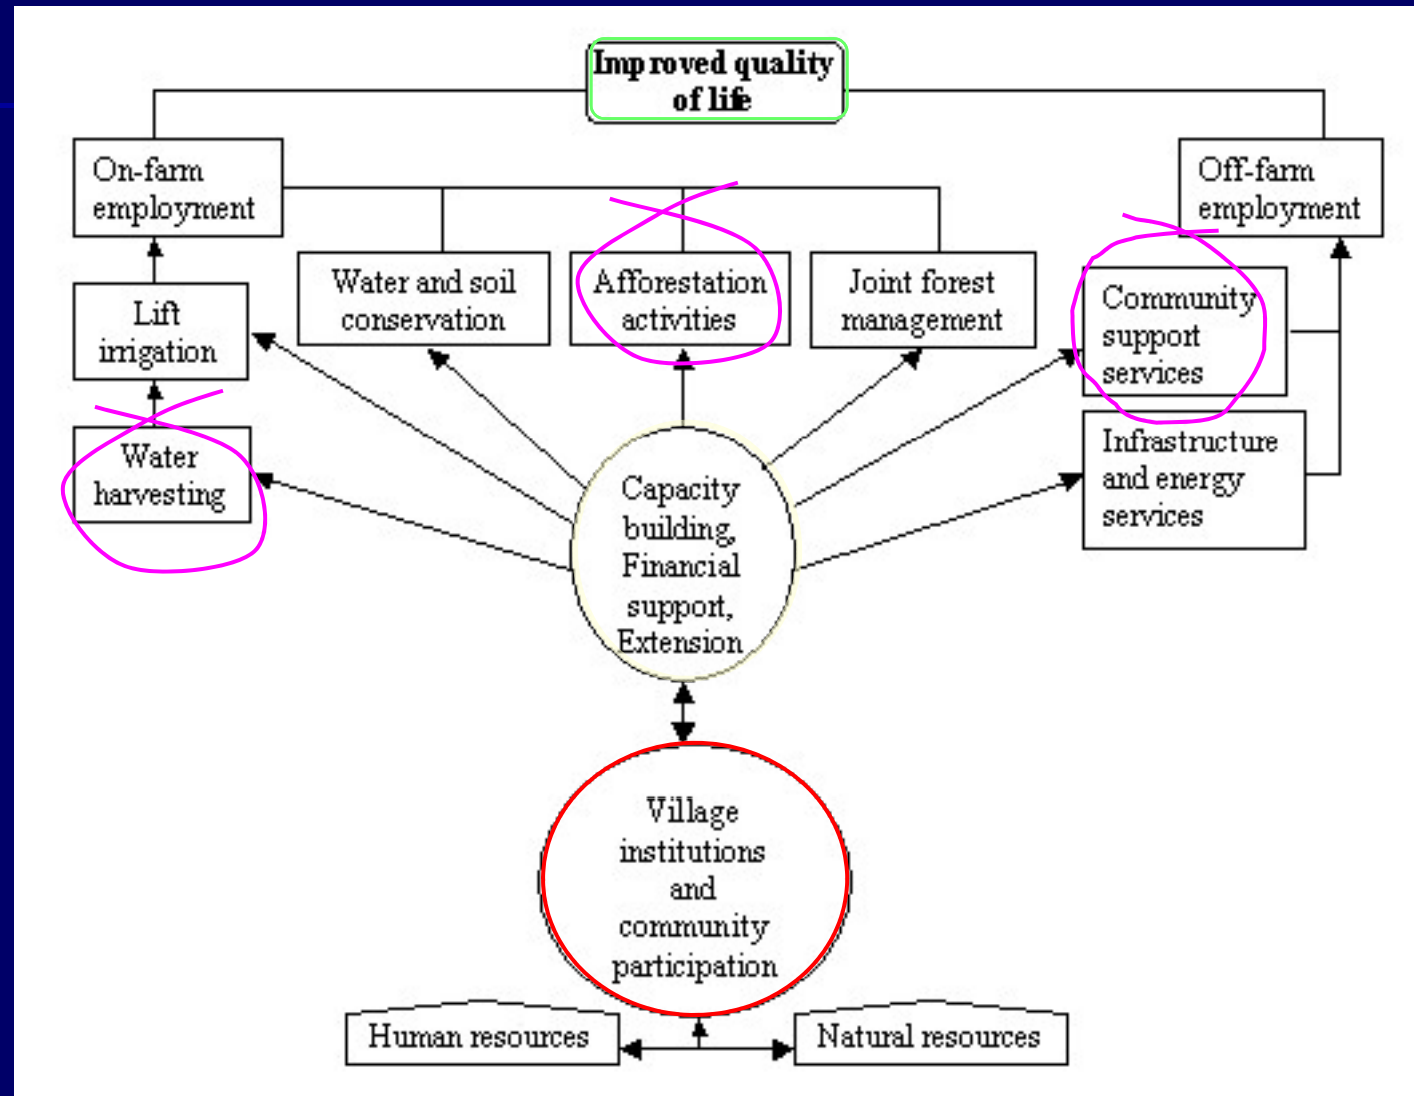 Improved quality
of life
On-farm
employment
Off-farm
employment
Water and soil
conservation
Afforestation
activities
Joint forest
management
Lift
irrigation
Community
support
services
Water
harvesting
Infrastructure
and energy
services
Capacity
building,
Financial
support,
Extension
Village
institutions
and
community
participation
Human resources
Natural resources